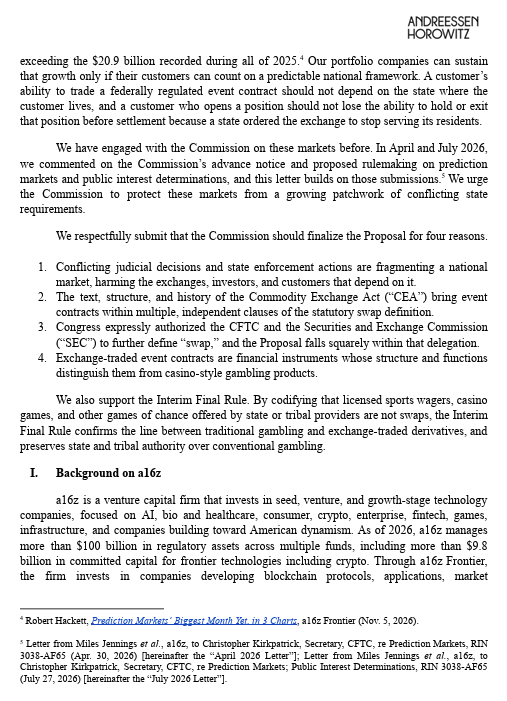 ANDREESSEN
HOROWITZ
exceeding the $20.9 billion recorded during all of 2025.⁴ Our portfolio companies can sustain
that growth only if their customers can count on a predictable national framework. A customer’s
ability to trade a federally regulated event contract should not depend on the state where the
customer lives, and a customer who opens a position should not lose the ability to hold or exit
that position before settlement because a state ordered the exchange to stop serving its residents.
We have engaged with the Commission on these markets before. In April and July 2026,
we commented on the Commission’s advance notice and proposed rulemaking on prediction
markets and public interest determinations, and this letter builds on those submissions.⁵ We urge
the Commission to protect these markets from a growing patchwork of conflicting state
requirements.
We respectfully submit that the Commission should finalize the Proposal for four reasons.
1. Conflicting judicial decisions and state enforcement actions are fragmenting a national
market, harming the exchanges, investors, and customers that depend on it.
2. The text, structure, and history of the Commodity Exchange Act (“CEA”) bring event
contracts within multiple, independent clauses of the statutory swap definition.
3. Congress expressly authorized the CFTC and the Securities and Exchange Commission
(“SEC”) to further define “swap,” and the Proposal falls squarely within that delegation.
4. Exchange-traded event contracts are financial instruments whose structure and functions
distinguish them from casino-style gambling products.
We also support the Interim Final Rule. By codifying that licensed sports wagers, casino
games, and other games of chance offered by state or tribal providers are not swaps, the Interim
Final Rule confirms the line between traditional gambling and exchange-traded derivatives, and
preserves state and tribal authority over conventional gambling.
I. Background on a16z
a16z is a venture capital firm that invests in seed, venture, and growth-stage technology
companies, focused on AI, bio and healthcare, consumer, crypto, enterprise, fintech, games,
infrastructure, and companies building toward American dynamism. As of 2026, a16z manages
more than $100 billion in regulatory assets across multiple funds, including more than $9.8
billion in committed capital for frontier technologies including crypto. Through a16z Frontier,
the firm invests in companies developing blockchain protocols, applications, market
⁴ Robert Hackett, Prediction Markets’ Biggest Month Yet, in 3 Charts, a16z Frontier (Nov. 5, 2026).
⁵ Letter from Miles Jennings et al., a16z, to Christopher Kirkpatrick, Secretary, CFTC, re Prediction Markets, RIN
3038-AF65 (Apr. 30, 2026) [hereinafter the “April 2026 Letter”]; Letter from Miles Jennings et al., a16z, to
Christopher Kirkpatrick, Secretary, CFTC, re Prediction Markets; Public Interest Determinations, RIN 3038-AF65
(July 27, 2026) [hereinafter the “July 2026 Letter”].